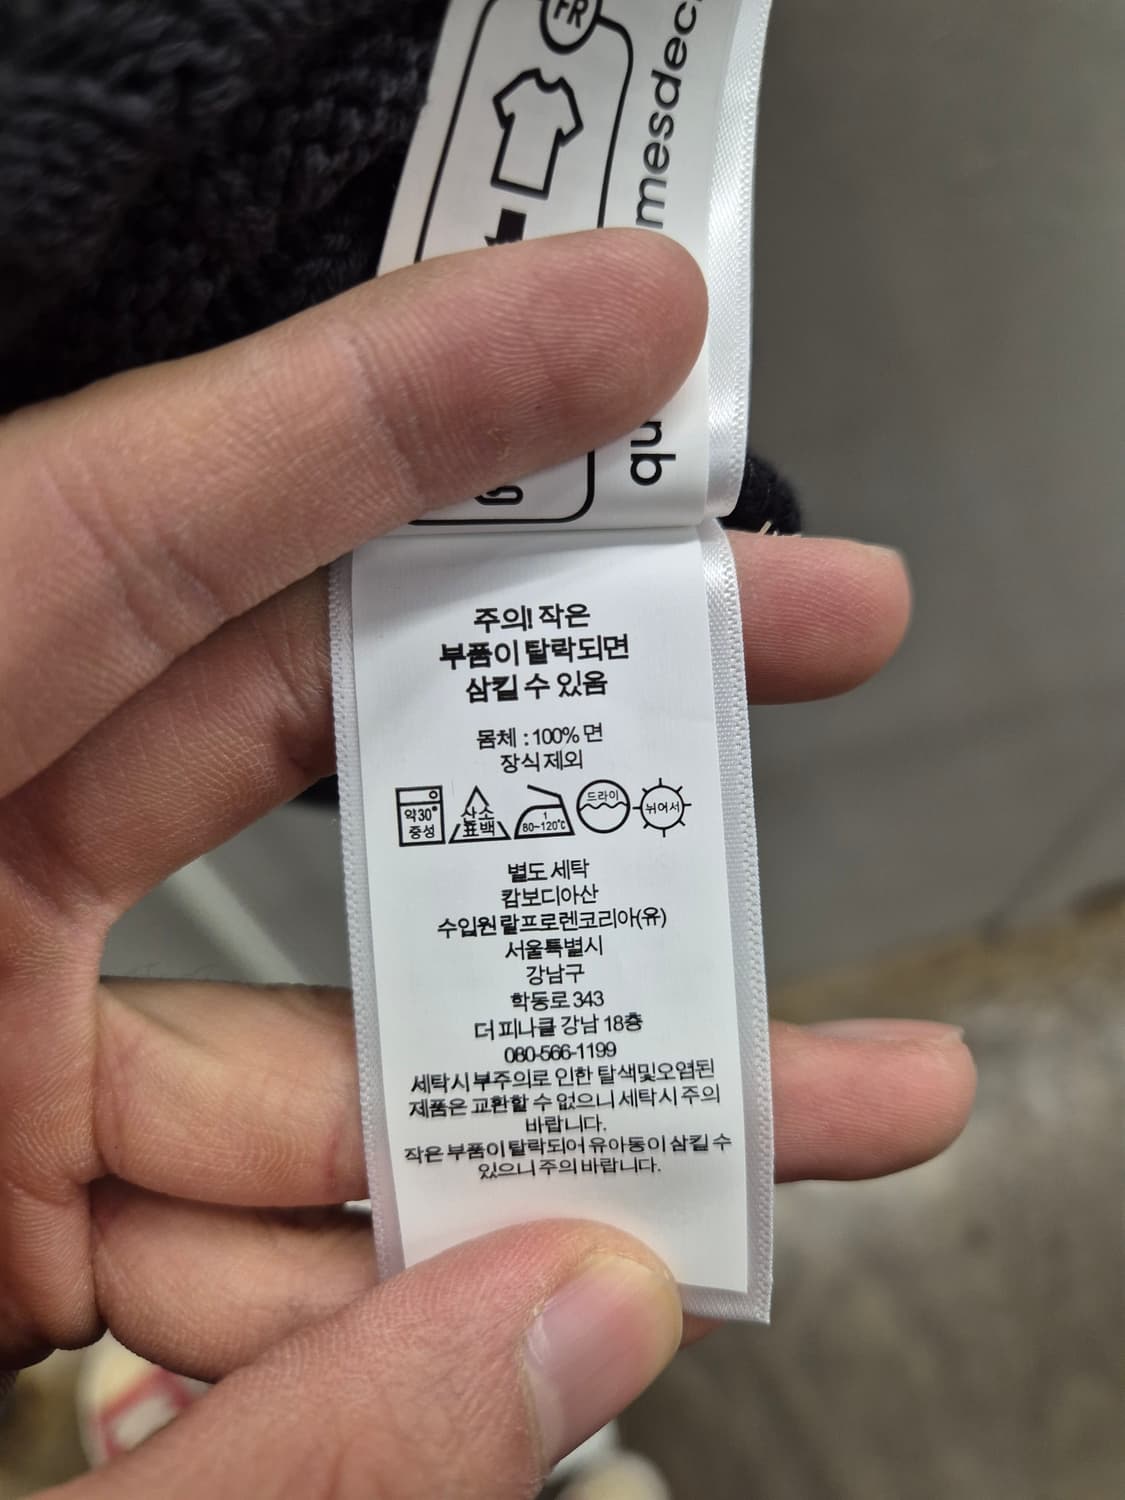 FR
mesdec
qu
주의! 작은
부품이 탈락되면
삼킬 수 있음
몸체 : 100% 면
장식제외
약30°
중성
산소
표백
1
80~120℃
드라이
뉘어서
별도 세탁
캄보디아산
수입원 랄프로렌코리아(유)
서울특별시
강남구
학동로 343
더 피나클 강남 18층
080-566-1199
세탁시 부주의로 인한 탈색및오염된
제품은 교환할 수 없으니 세탁시 주의
바랍니다.
작은 부품이 탈락되어 유아동이 삼킬 수
있으니 주의 바랍니다.